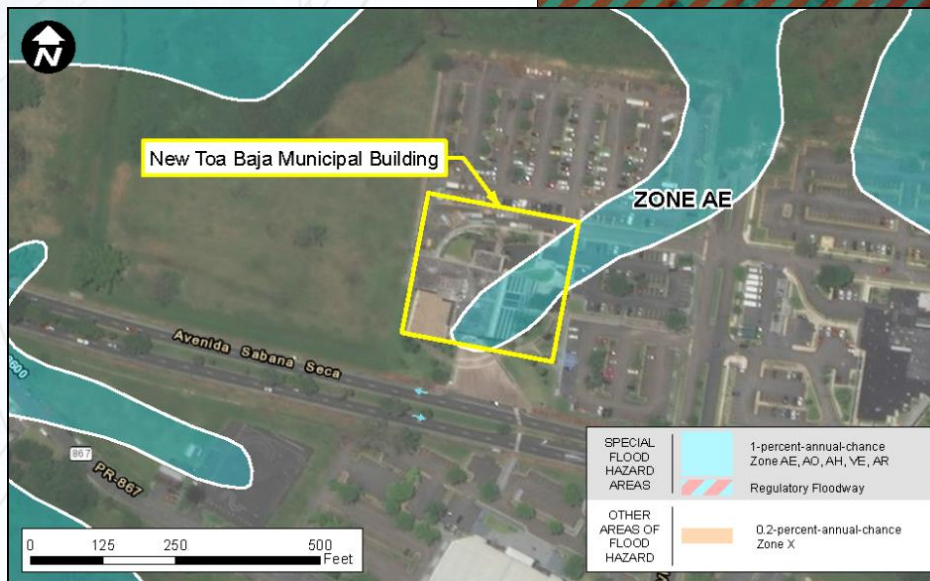 N
New Toa Baja Municipal Building
ZONE AE
Avenida Sabana Seca
867
PR-867
SPECIAL
FLOOD
HAZARD
AREAS
1-percent-annual-chance
Zone AE, AO, AH, VE, AR
Regulatory Floodway
OTHER
AREAS OF
FLOOD
HAZARD
0.2-percent-annual-chance
Zone X
0 125 250 500
Feet